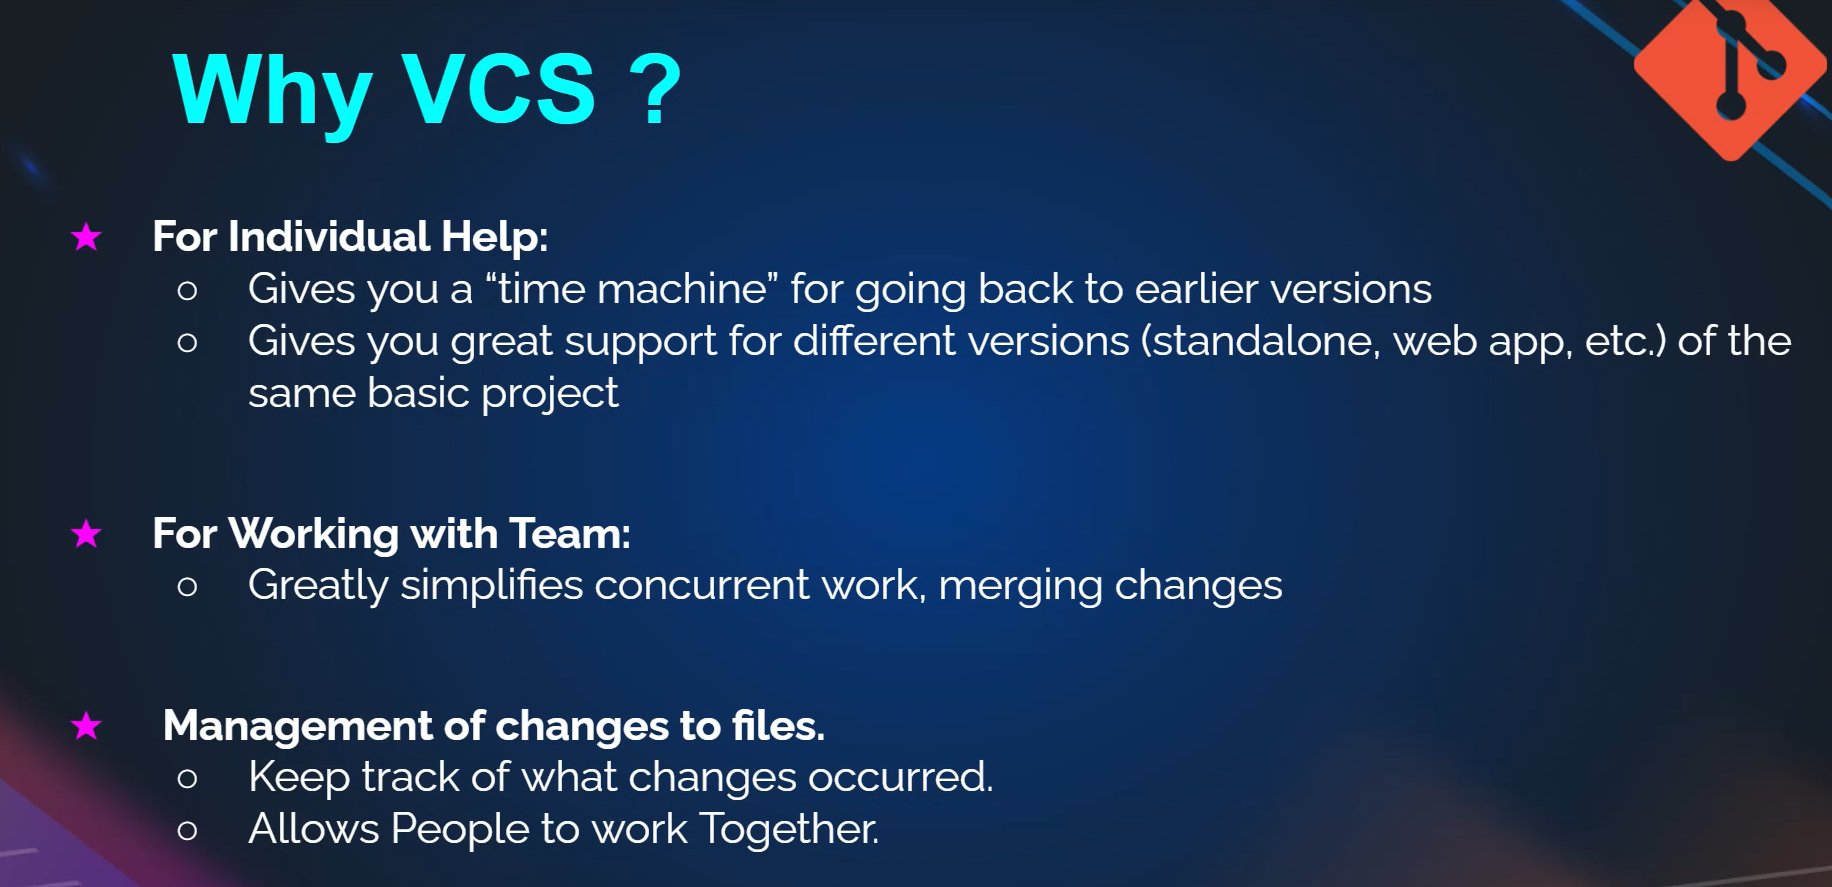 Why VCS ?
★ For Individual Help:
○ Gives you a “time machine” for going back to earlier versions
○ Gives you great support for different versions (standalone, web app, etc.) of the
same basic project
★ For Working with Team:
○ Greatly simplifies concurrent work, merging changes
★ Management of changes to files.
○ Keep track of what changes occurred.
○ Allows People to work Together.